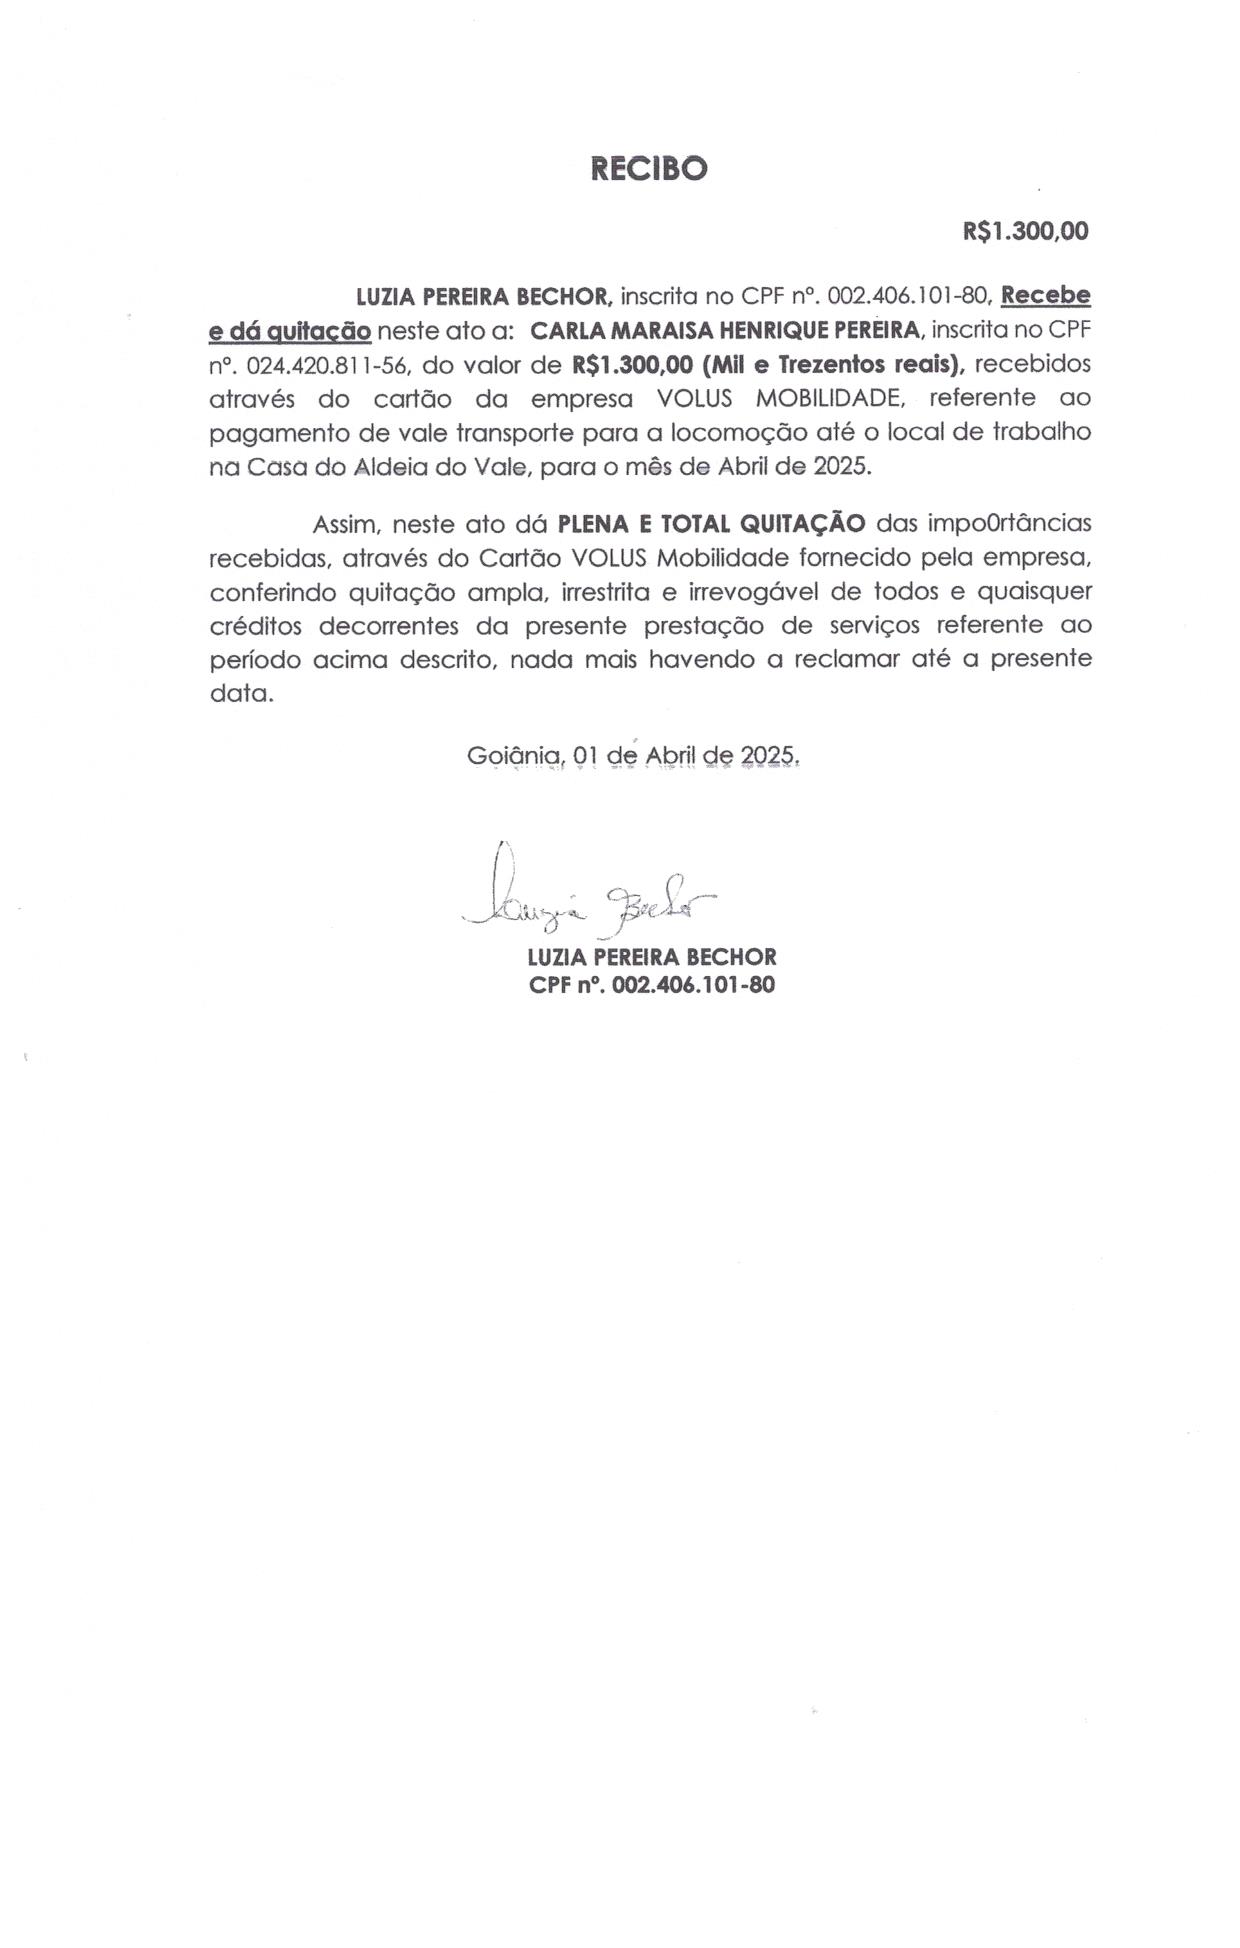 RECIBO
R$1.300,00
LUZIA PEREIRA BECHOR, inscrita no CPF nº. 002.406.101-80, Recebe
e dá quitação neste ato a: CARLA MARAISA HENRIQUE PEREIRA, inscrita no CPF
nº. 024.420.811-56, do valor de R$1.300,00 (Mil e Trezentos reais), recebidos
através do cartão da empresa VOLUS MOBILIDADE, referente ao
pagamento de vale transporte para a locomoção até o local de trabalho
na Casa do Aldeia do Vale, para o mês de Abril de 2025.
Assim, neste ato dá PLENA E TOTAL QUITAÇÃO das impo0rtâncias
recebidas, através do Cartão VOLUS Mobilidade fornecido pela empresa,
conferindo quitação ampla, irrestrita e irrevogável de todos e quaisquer
créditos decorrentes da presente prestação de serviços referente ao
período acima descrito, nada mais havendo a reclamar até a presente
data.
Goiânia, 01 de Abril de 2025.
Luzia Bechor
LUZIA PEREIRA BECHOR
CPF nº. 002.406.101-80